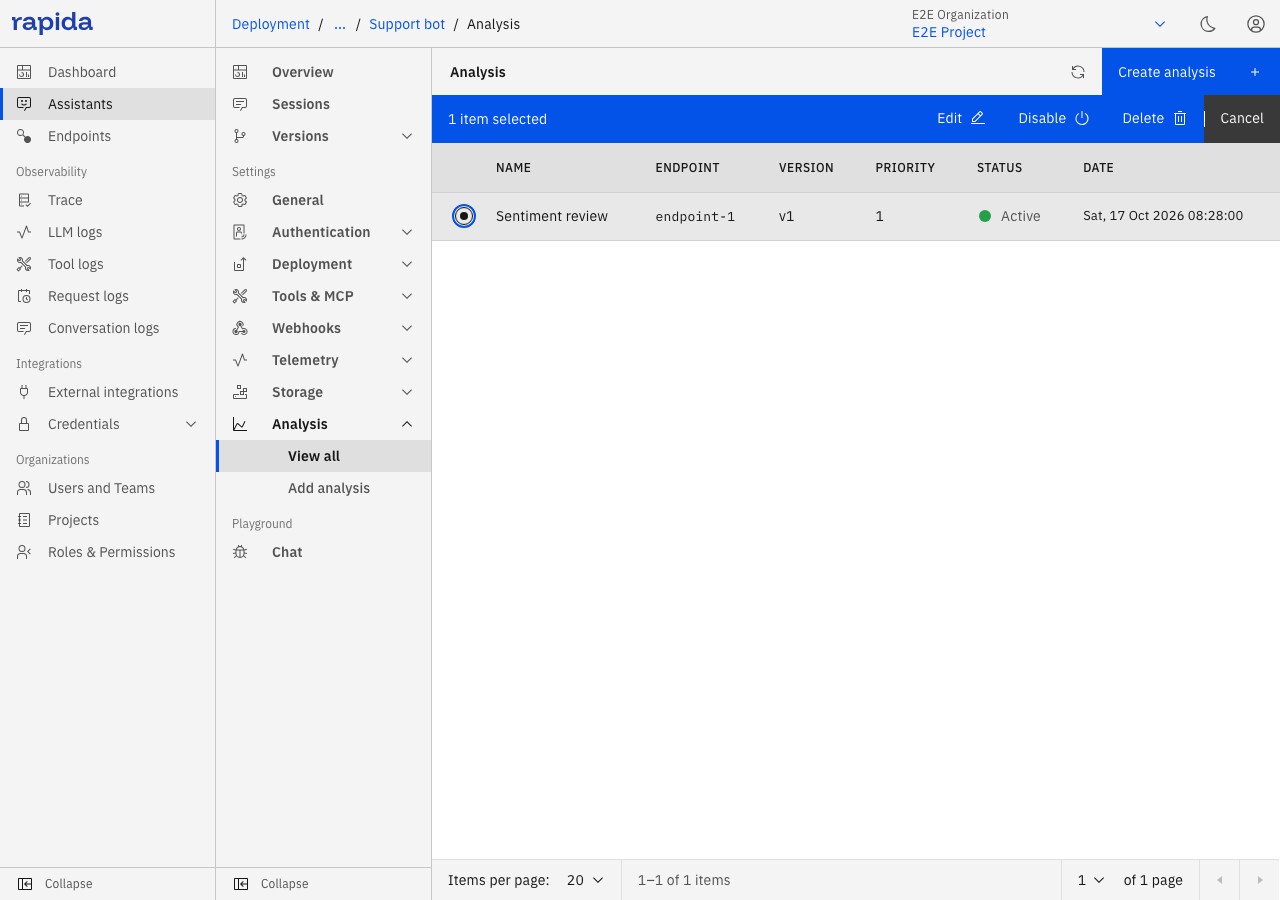 rapida
Deployment / ... / Support bot / Analysis
E2E Organization
E2E Project
Dashboard
Assistants
Endpoints
Observability
Trace
LLM logs
Tool logs
Request logs
Conversation logs
Integrations
External integrations
Credentials
Organizations
Users and Teams
Projects
Roles & Permissions
Collapse
Overview
Sessions
Versions
Settings
General
Authentication
Deployment
Tools & MCP
Webhooks
Telemetry
Storage
Analysis
View all
Add analysis
Playground
Chat
Collapse
Analysis
Create analysis +
1 item selected Edit Disable Delete Cancel
NAME ENDPOINT VERSION PRIORITY STATUS DATE
Sentiment review endpoint-1 v1 1 Active Sat, 17 Oct 2026 08:28:00
Items per page: 20 1–1 of 1 items 1 of 1 page